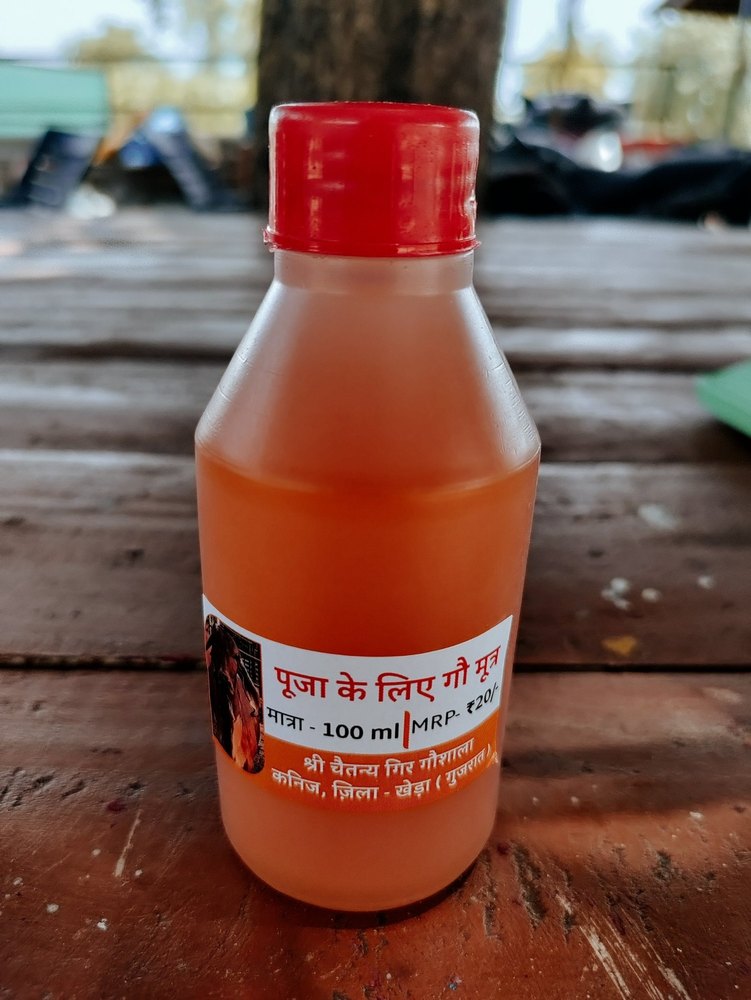 पूजा के लिए गौ मूत्र
मात्रा - 100 ml|MRP- ₹20/-
श्री चैतन्य गिर गौशाला
कनिज, ज़िला - खेड़ा ( गुजरात )